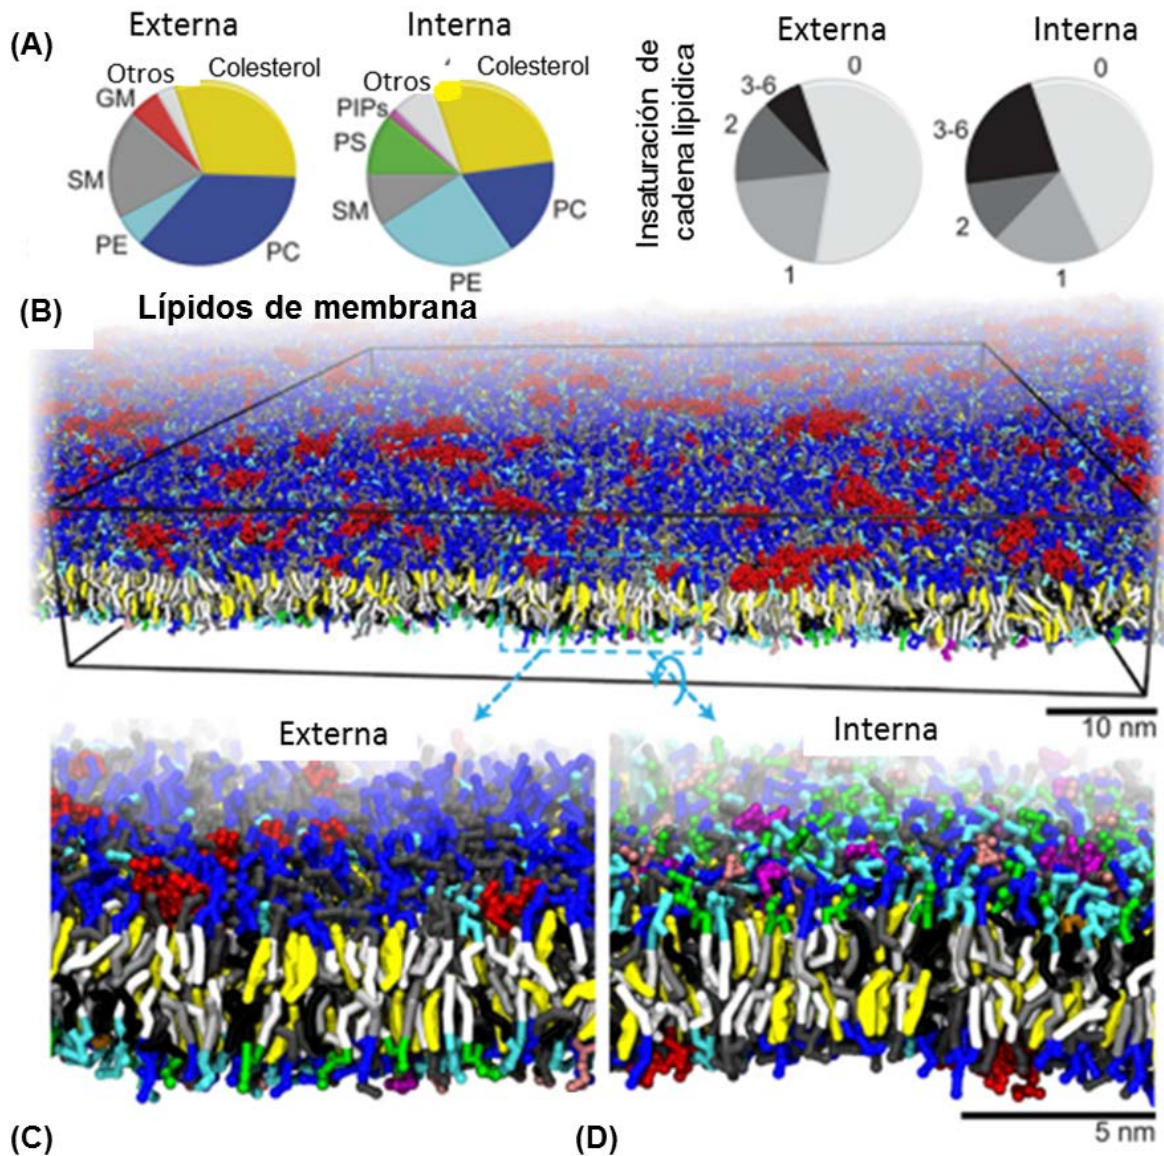 (A)
Externa
Otros
Colesterol
GM
SM
PE
PC
Interna
Otros
Colesterol
PIPs
PS
SM
PE
PC
Insaturación de
cadena lipidica
Externa
0
3-6
2
1
Interna
0
3-6
2
1
(B)
Lípidos de membrana
10 nm
Externa
Interna
5 nm
(C)
(D)